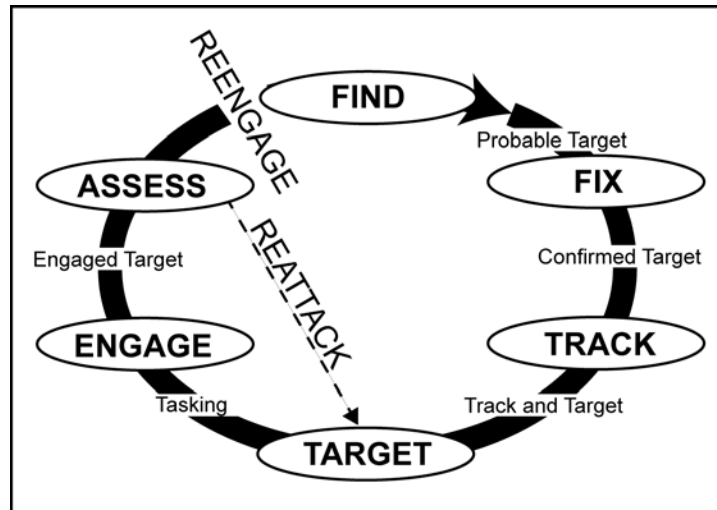 REENGAGE
FIND
Probable Target
ASSESS
FIX
REATTACK
Engaged Target
Confirmed Target
ENGAGE
TRACK
Tasking
Track and Target
TARGET